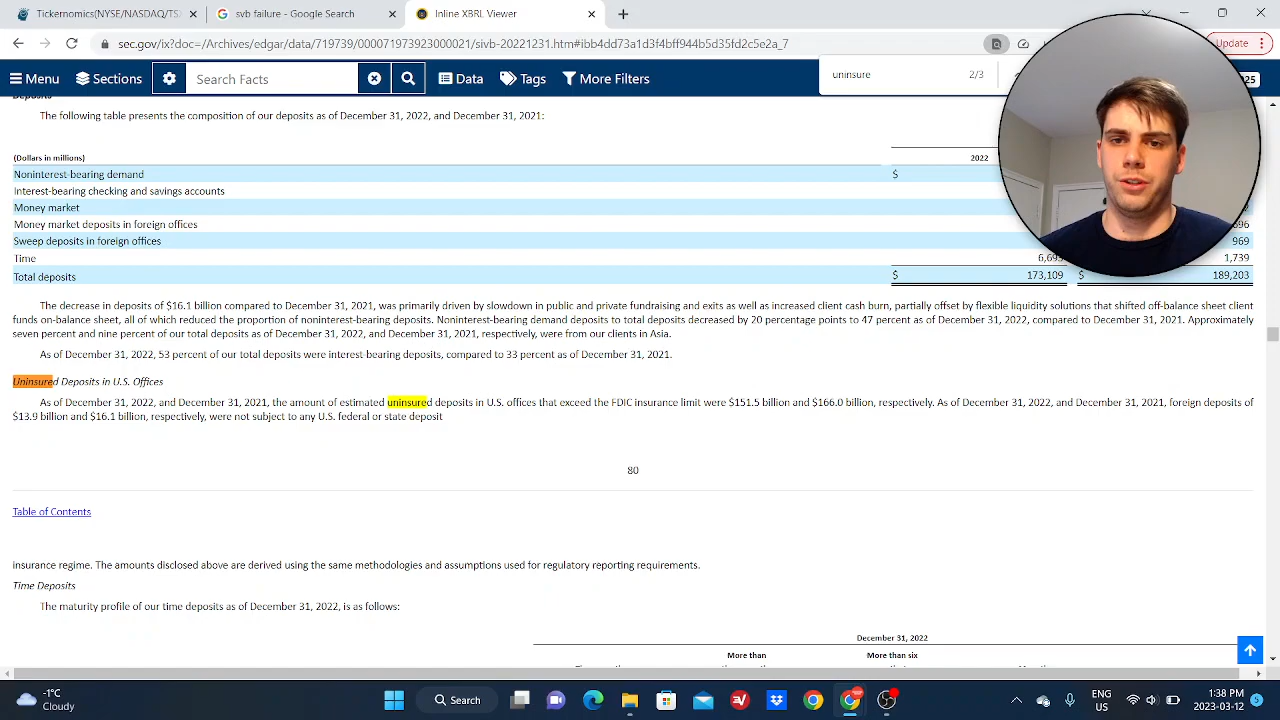 Tickernomics(NYSE/NASDAQ/TS
svb failure - Google Search
Inline XBRL Viewer
sec.gov/ix?doc=/Archives/edgar/data/719739/000071973923000021/sivb-20221231.htm#ibb4dd73a1d3f4bff944b5d35fd2c5e2a_7
Update
Menu
Sections
Search Facts
Data
Tags
More Filters
uninsure
2/3
25
Deposits
The following table presents the composition of our deposits as of December 31, 2022, and December 31, 2021:
(Dollars in millions)
2022
Noninterest-bearing demand $
Interest-bearing checking and savings accounts
Money market
Money market deposits in foreign offices 696
Sweep deposits in foreign offices 969
Time 6,693 1,739
Total deposits $ 173,109 $ 189,203
The decrease in deposits of $16.1 billion compared to December 31, 2021, was primarily driven by slowdown in public and private fundraising and exits as well as increased client cash burn, partially offset by flexible liquidity solutions that shifted off-balance sheet client
funds on-balance sheet, all of which reduced the proportion of noninterest-bearing deposits. Noninterest-bearing demand deposits to total deposits decreased by 20 percentage points to 47 percent as of December 31, 2022, compared to December 31, 2021. Approximately
seven percent and nine percent of our total deposits as of December 31, 2022, and December 31, 2021, respectively, were from our clients in Asia.
As of December 31, 2022, 53 percent of our total deposits were interest-bearing deposits, compared to 33 percent as of December 31, 2021.
Uninsured Deposits in U.S. Offices
As of December 31, 2022, and December 31, 2021, the amount of estimated uninsured deposits in U.S. offices that exceed the FDIC insurance limit were $151.5 billion and $166.0 billion, respectively. As of December 31, 2022, and December 31, 2021, foreign deposits of
$13.9 billion and $16.1 billion, respectively, were not subject to any U.S. federal or state deposit
80
Table of Contents
insurance regime. The amounts disclosed above are derived using the same methodologies and assumptions used for regulatory reporting requirements.
Time Deposits
The maturity profile of our time deposits as of December 31, 2022, is as follows:
December 31, 2022
More than
More than six
-1°C
Cloudy
Search
ENG
US
1:38 PM
2023-03-12
5